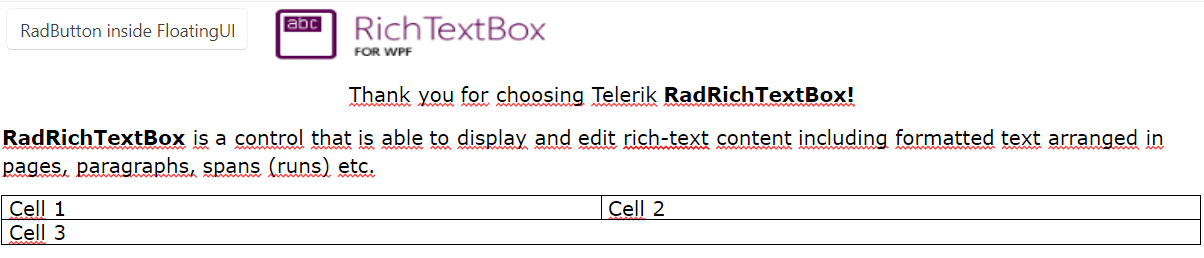 RadButton inside FloatingUI
abc
RichTextBox
FOR WPF
Thank you for choosing Telerik RadRichTextBox!
RadRichTextBox is a control that is able to display and edit rich-text content including formatted text arranged in
pages, paragraphs, spans (runs) etc.
Cell 1 Cell 2
Cell 3